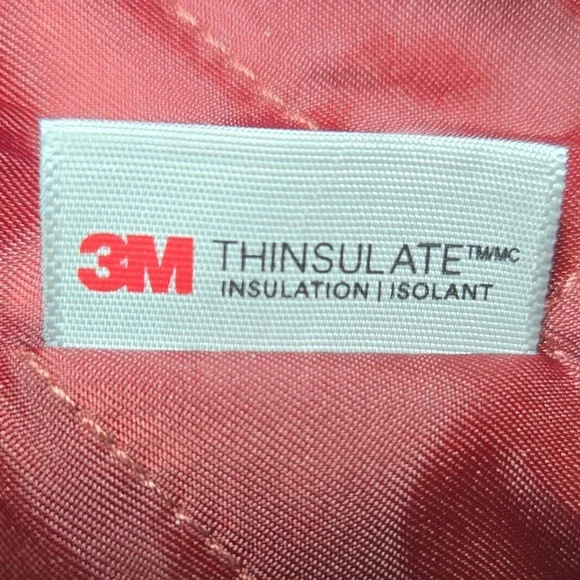 3M THINSULATE™/MC
INSULATION | ISOLANT